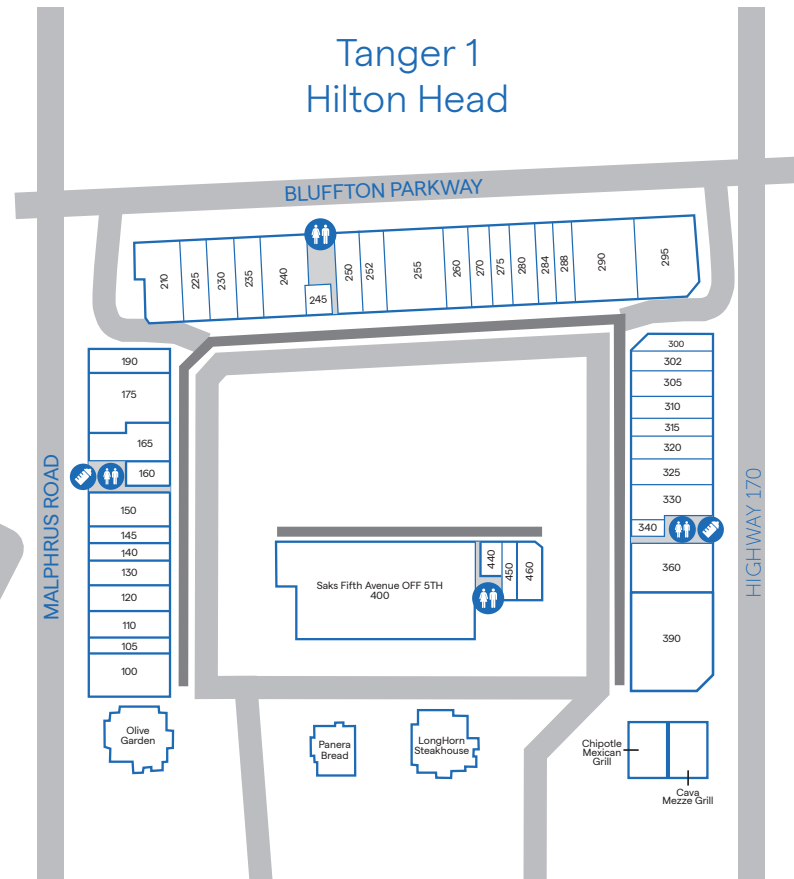 Tanger 1
Hilton Head
BLUFFTON PARKWAY
210
225
230
235
240
245
250
252
255
260
270
275
280
284
288
290
295
190
175
165
160
150
145
140
130
120
110
105
100
MALPHRUS ROAD
300
302
305
310
315
320
325
330
340
360
390
HIGHWAY 170
Saks Fifth Avenue OFF 5TH
400
440
450
460
Olive
Garden
Panera
Bread
LongHorn
Steakhouse
Chipotle
Mexican
Grill
Cava
Mezze Grill